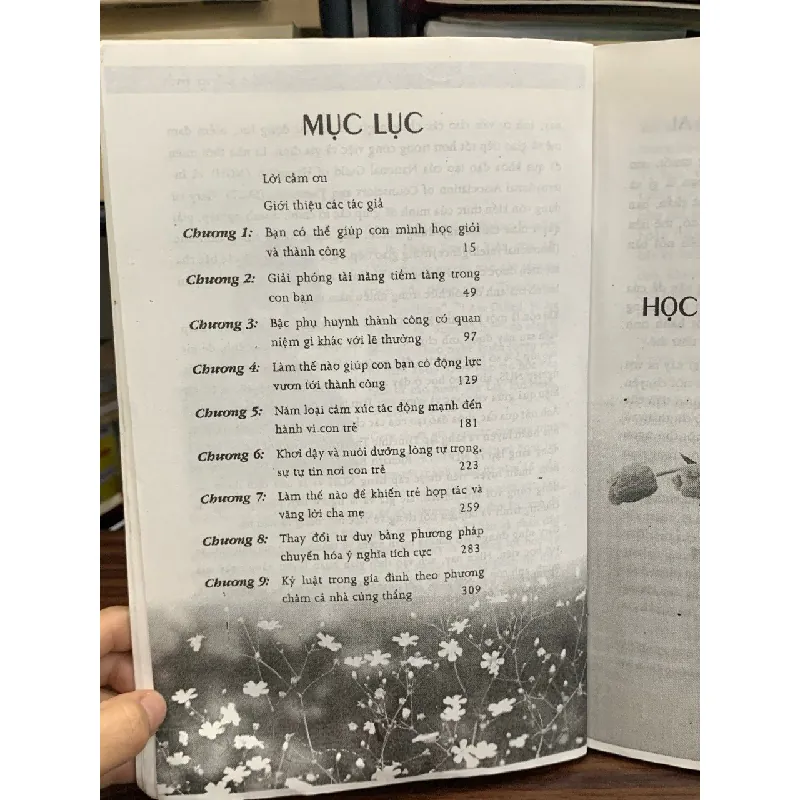 MỤC LỤC
Lời cảm ơn
Giới thiệu các tác giả
Chương 1: Bạn có thể giúp con mình học giỏi
và thành công 15
Chương 2: Giải phóng tài năng tiềm tàng trong
con bạn 49
Chương 3: Bậc phụ huynh thành công có quan
niệm gì khác với lẽ thường 97
Chương 4: Làm thế nào giúp con bạn có động lực
vươn tới thành công 129
Chương 5: Năm loại cảm xúc tác động mạnh đến
hành vi con trẻ 181
Chương 6: Khơi dậy và nuôi dưỡng lòng tự trọng,
sự tự tin nơi con trẻ 223
Chương 7: Làm thế nào để khiến trẻ hợp tác và
vâng lời cha mẹ 259
Chương 8: Thay đổi tư duy bằng phương pháp
chuyển hóa ý nghĩa tích cực 283
Chương 9: Kỷ luật trong gia đình theo phương
châm cả nhà cùng thắng 309
HỌC